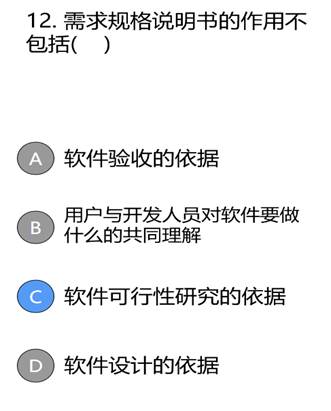 12. 需求规格说明书的作用不
包括(    )
A 软件验收的依据
B 用户与开发人员对软件要做
什么的共同理解
C 软件可行性研究的依据
D 软件设计的依据